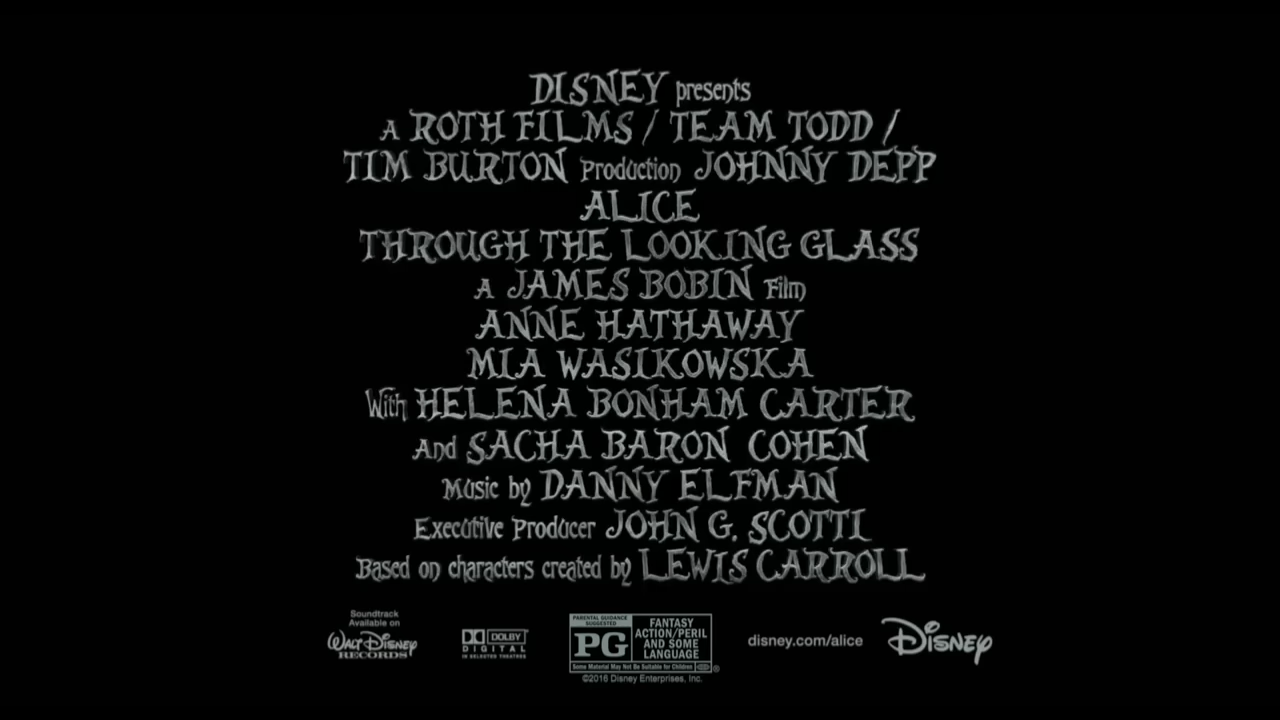 DISNEY presents
A ROTH FILMS / TEAM TODD /
TIM BURTON Production JOHNNY DEPP
ALICE
THROUGH THE LOOKING GLASS
A JAMES BOBIN Film
ANNE HATHAWAY
MIA WASIKOWSKA
With HELENA BONHAM CARTER
And SACHA BARON COHEN
Music by DANNY ELFMAN
Executive Producer JOHN G. SCOTTI
Based on characters created by LEWIS CARROLL
Soundtrack
Available on
WALT DISNEY
RECORDS
DOLBY
DIGITAL
IN SELECTED THEATRES
PARENTAL GUIDANCE
SUGGESTED
PG
FANTASY
ACTION/PERIL
AND SOME
LANGUAGE
Some Material May Not Be Suitable for Children
®
©2016 Disney Enterprises, Inc.
disney.com/alice
DISNEY